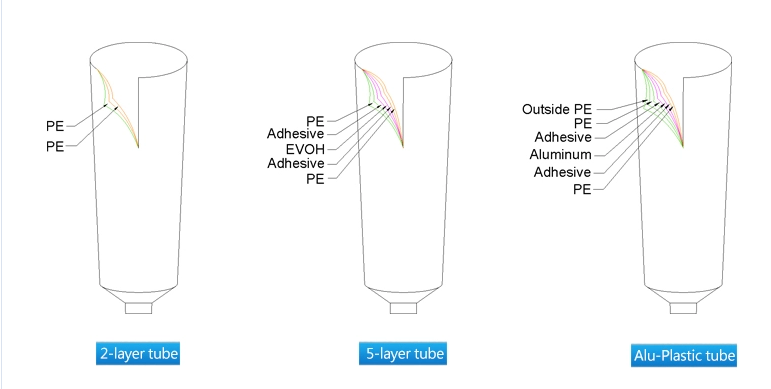 PE
PE
2-layer tube
PE
Adhesive
EVOH
Adhesive
PE
5-layer tube
Outside PE
PE
Adhesive
Aluminum
Adhesive
PE
Alu-Plastic tube